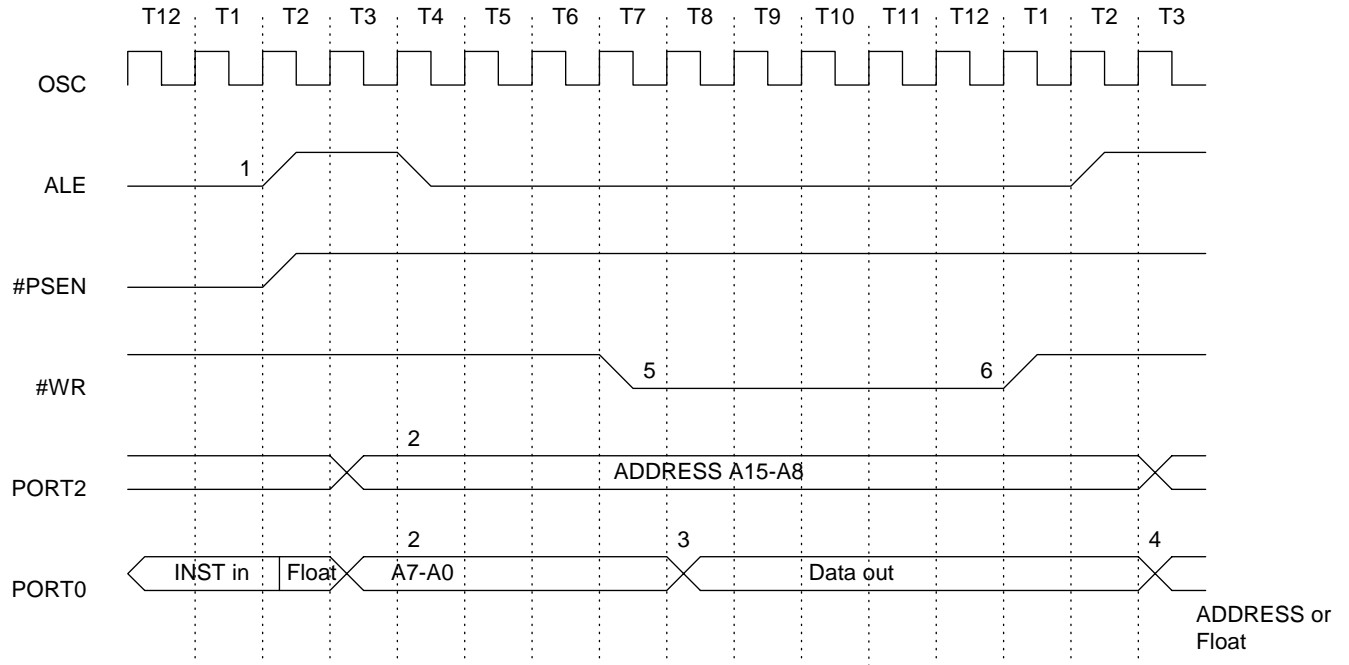 T12 T1 T2 T3 T4 T5 T6 T7 T8 T9 T10 T11 T12 T1 T2 T3
OSC
1
ALE
#PSEN
5 6
#WR
2
ADDRESS A15-A8
PORT2
2 3 4
INST in Float A7-A0 Data out
PORT0
ADDRESS or
Float